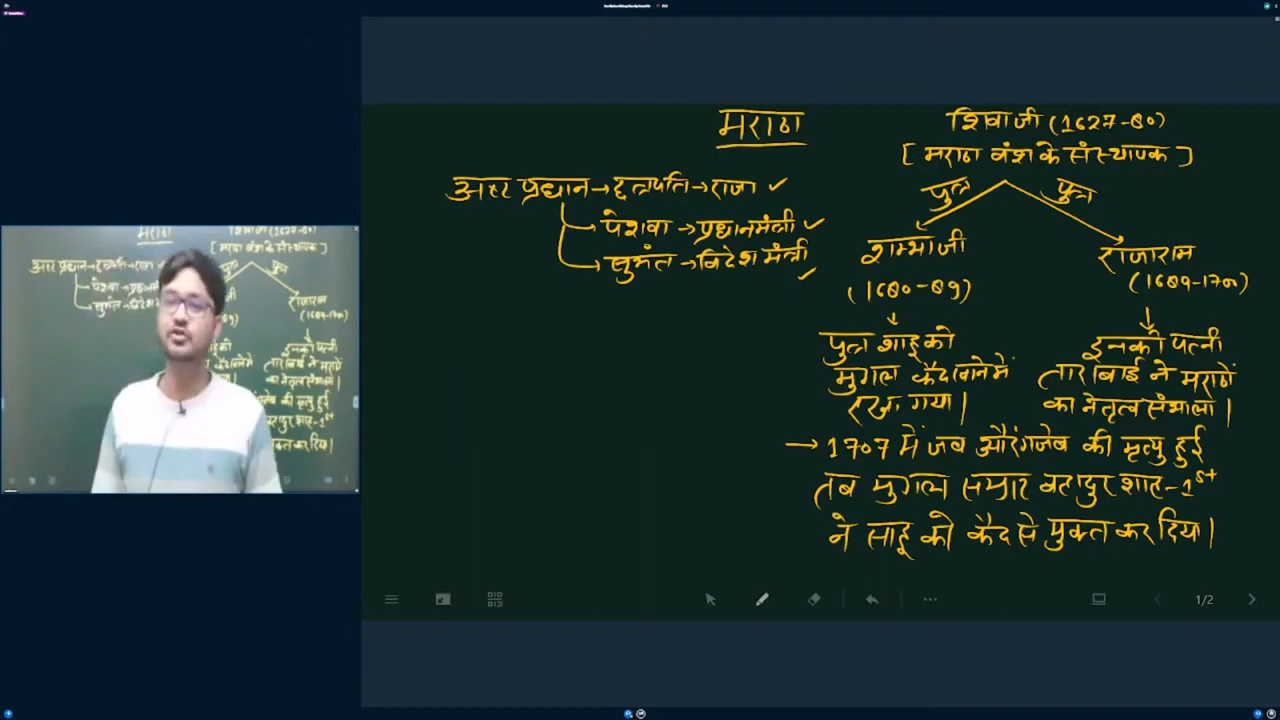 मराठा
शिवाजी (1627-80)
[मराठा वंश के संस्थापक]
पुत्र पुत्र
अष्ट प्रधान → छत्रपति → राजा ✓
→ पेशवा → प्रधानमंत्री ✓
→ सुमंत → विदेश मंत्री ✓
शम्भाजी
(1680-89)
राजाराम
(1689-1700)
पुत्र शाहू को
मुगल कैदखाने में
रखा गया|
इनकी पत्नी
ताराबाई ने मराठों
का नेतृत्व संभाला|
→ 1707 में जब औरंगजेब की मृत्यु हुई
तब मुगल सम्राट बहादुर शाह-1st
ने साहू को कैद से मुक्त कर दिया|
1/2